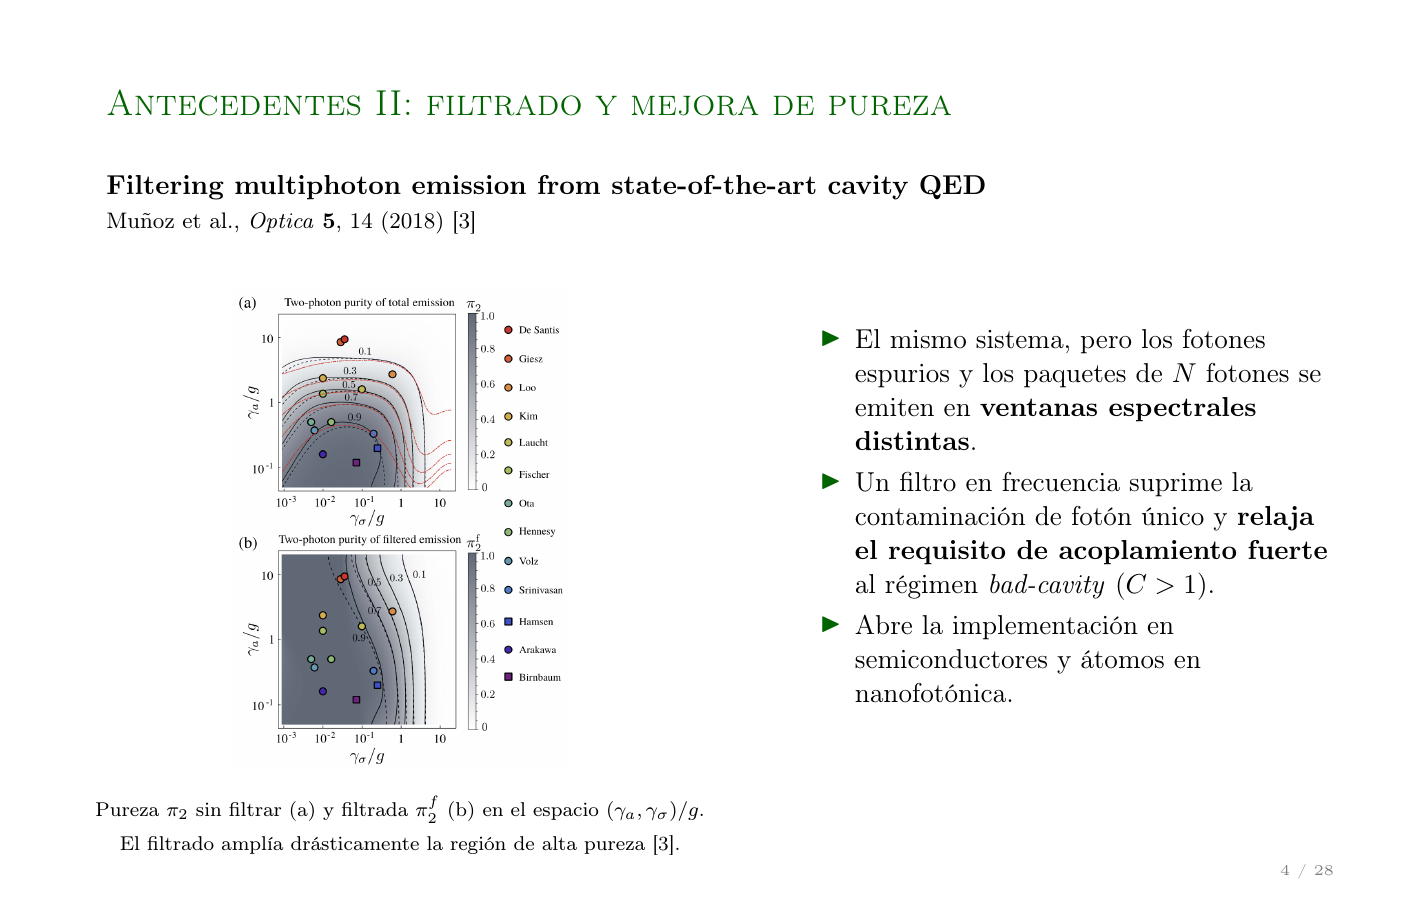 Antecedentes II: filtrado y mejora de pureza
Filtering multiphoton emission from state-of-the-art cavity QED
Muñoz et al., Optica 5, 14 (2018) [3]
(a) Two-photon purity of total emission π₂
10
1
10⁻¹
γₐ/g
0.1
0.3
0.5
0.7
0.9
10⁻³ 10⁻² 10⁻¹ 1 10
γ_σ/g
1.0
0.8
0.6
0.4
0.2
0
De Santis
Giesz
Loo
Kim
Laucht
Fischer
Ota
Hennesy
Volz
Srinivasan
Hamsen
Arakawa
Birnbaum
(b) Two-photon purity of filtered emission π₂ᶠ
10
1
10⁻¹
γₐ/g
0.5 0.3 0.1
0.7
0.9
10⁻³ 10⁻² 10⁻¹ 1 10
γ_σ/g
1.0
0.8
0.6
0.4
0.2
0
Pureza π₂ sin filtrar (a) y filtrada π₂ᶠ (b) en el espacio (γₐ, γ_σ)/g.
El filtrado amplía drásticamente la región de alta pureza [3].
▶ El mismo sistema, pero los fotones
espurios y los paquetes de N fotones se
emiten en ventanas espectrales
distintas.
▶ Un filtro en frecuencia suprime la
contaminación de fotón único y relaja
el requisito de acoplamiento fuerte
al régimen bad-cavity (C > 1).
▶ Abre la implementación en
semiconductores y átomos en
nanofotónica.
4 / 28